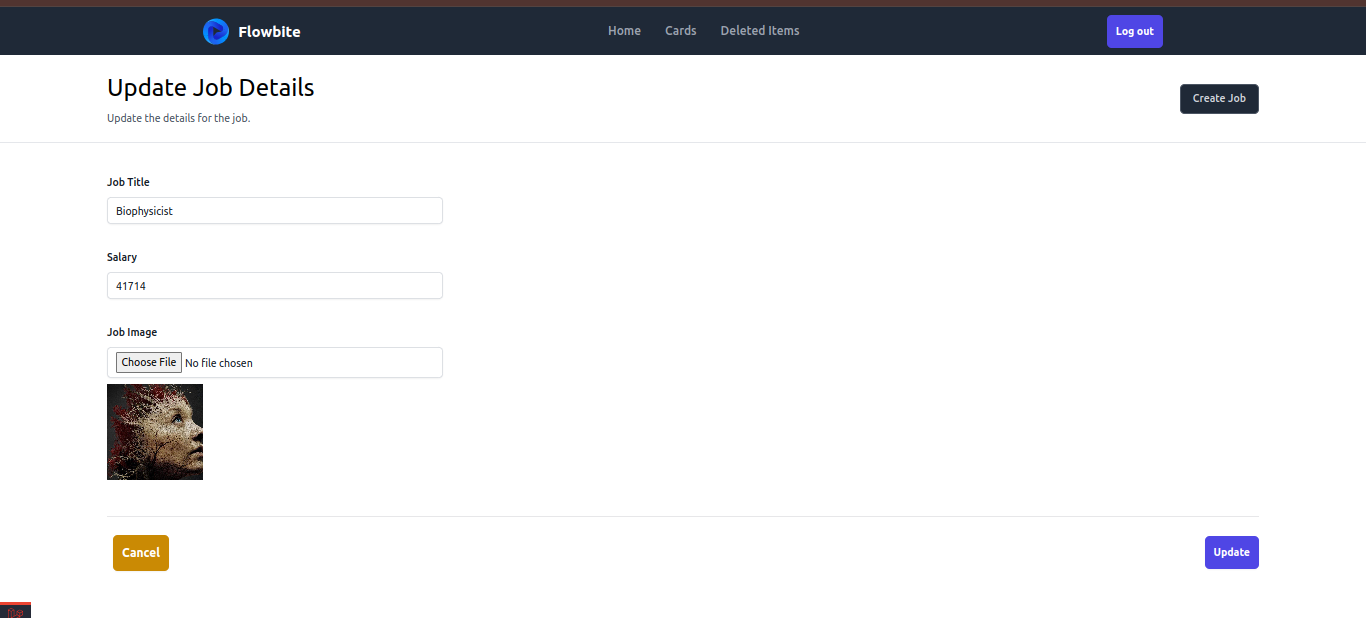 Flowbite
Home
Cards
Deleted Items
Log out
Update Job Details
Update the details for the job.
Create Job
Job Title
Biophysicist
Salary
41714
Job Image
Choose File No file chosen
Cancel
Update